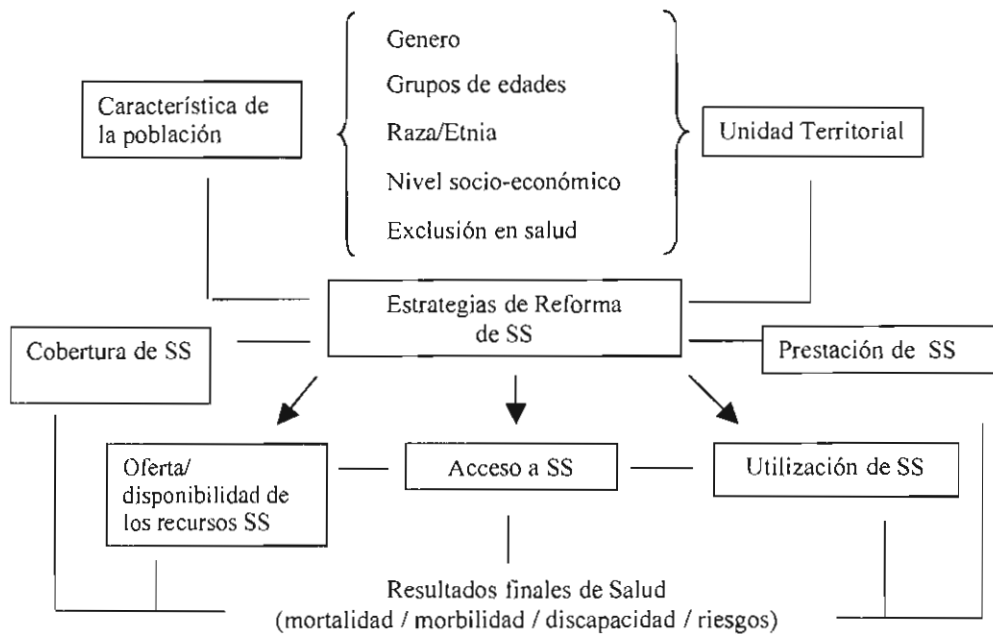 Genero
Grupos de edades
Raza/Etnia
Nivel socio-económico
Exclusión en salud
Característica de
la población
Unidad Territorial
Estrategias de Reforma
de SS
Cobertura de SS
Prestación de SS
Oferta/
disponibilidad de
los recursos SS
Acceso a SS
Utilización de SS
Resultados finales de Salud
(mortalidad / morbilidad / discapacidad / riesgos)